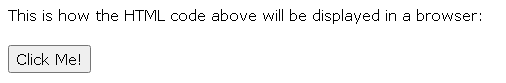 This is how the HTML code above will be displayed in a browser:
Click Me!